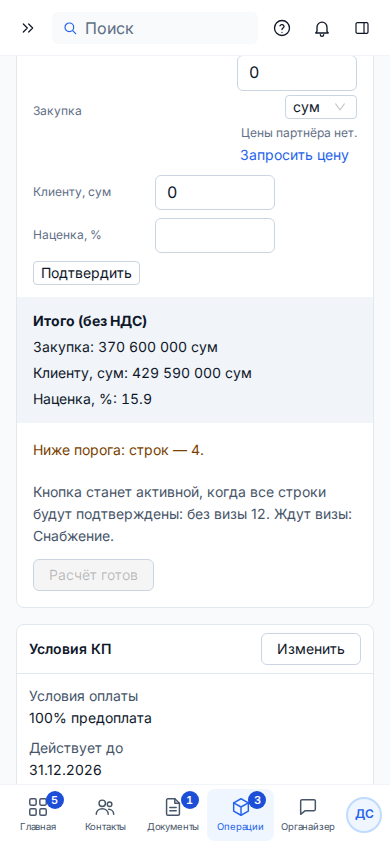 Поиск
0
Закупка
сум
Цены партнёра нет.
Запросить цену
Клиенту, сум
0
Наценка, %
Подтвердить
Итого (без НДС)
Закупка: 370 600 000 сум
Клиенту, сум: 429 590 000 сум
Наценка, %: 15.9
Ниже порога: строк — 4.
Кнопка станет активной, когда все строки
будут подтверждены: без визы 12. Ждут визы:
Снабжение.
Расчёт готов
Условия КП
Изменить
Условия оплаты
100% предоплата
Действует до
31.12.2026
5
1
3
Главная
Контакты
Документы
Операции
Органайзер
ДС